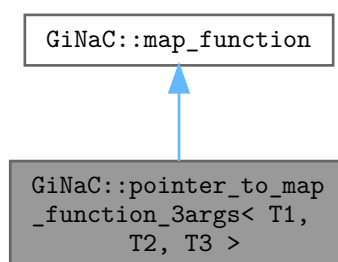 GiNaC::map_function
GiNaC::pointer_to_map
_function_3args< T1,
T2, T3 >